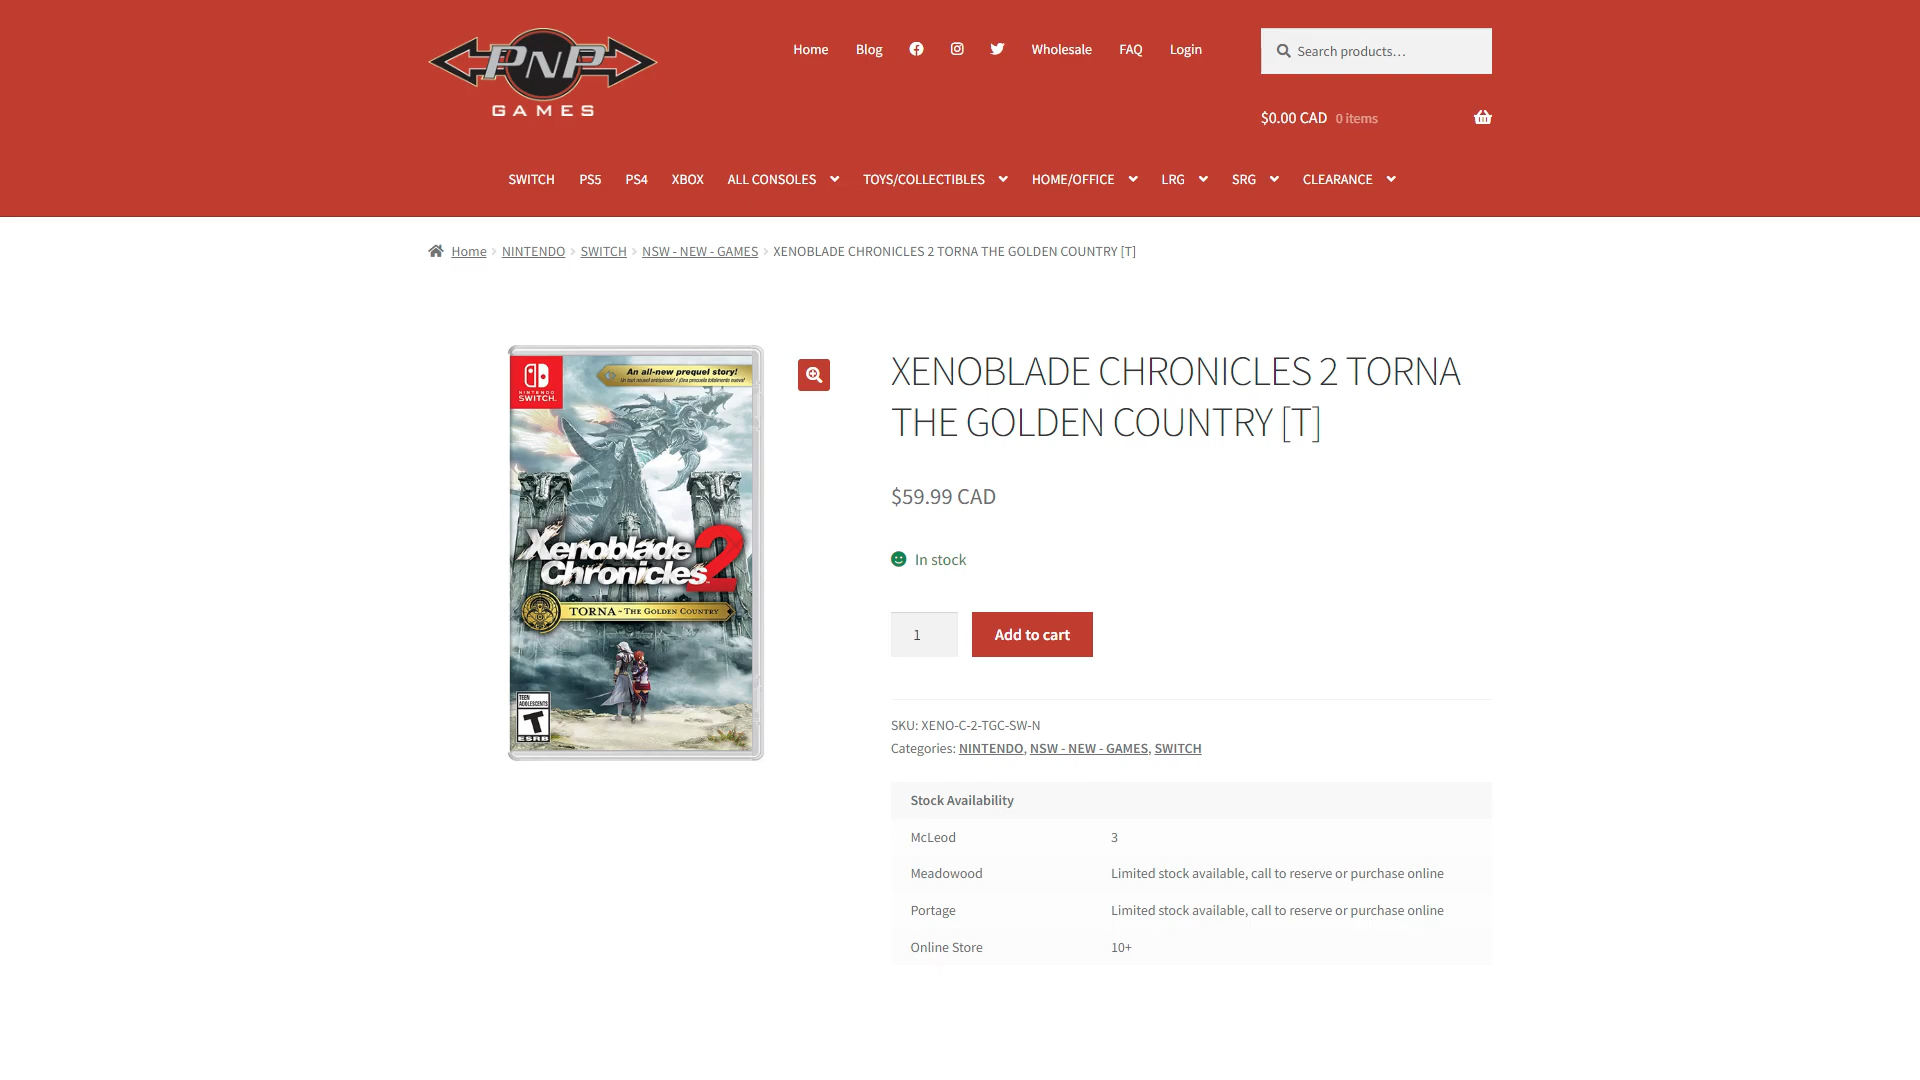 PNP
GAMES
Home
Blog
Wholesale
FAQ
Login
Search products…
$0.00 CAD 0 items
SWITCH
PS5
PS4
XBOX
ALL CONSOLES
TOYS/COLLECTIBLES
HOME/OFFICE
LRG
SRG
CLEARANCE
Home > NINTENDO > SWITCH > NSW - NEW - GAMES > XENOBLADE CHRONICLES 2 TORNA THE GOLDEN COUNTRY [T]
NINTENDO
SWITCH.
An all-new prequel story!
Xenoblade
Chronicles 2
TORNA ~ THE GOLDEN COUNTRY
TEEN
ADOLESCENTS
T
ESRB
XENOBLADE CHRONICLES 2 TORNA
THE GOLDEN COUNTRY [T]
$59.99 CAD
In stock
1
Add to cart
SKU: XENO-C-2-TGC-SW-N
Categories: NINTENDO, NSW - NEW - GAMES, SWITCH
Stock Availability
McLeod 3
Meadowood Limited stock available, call to reserve or purchase online
Portage Limited stock available, call to reserve or purchase online
Online Store 10+